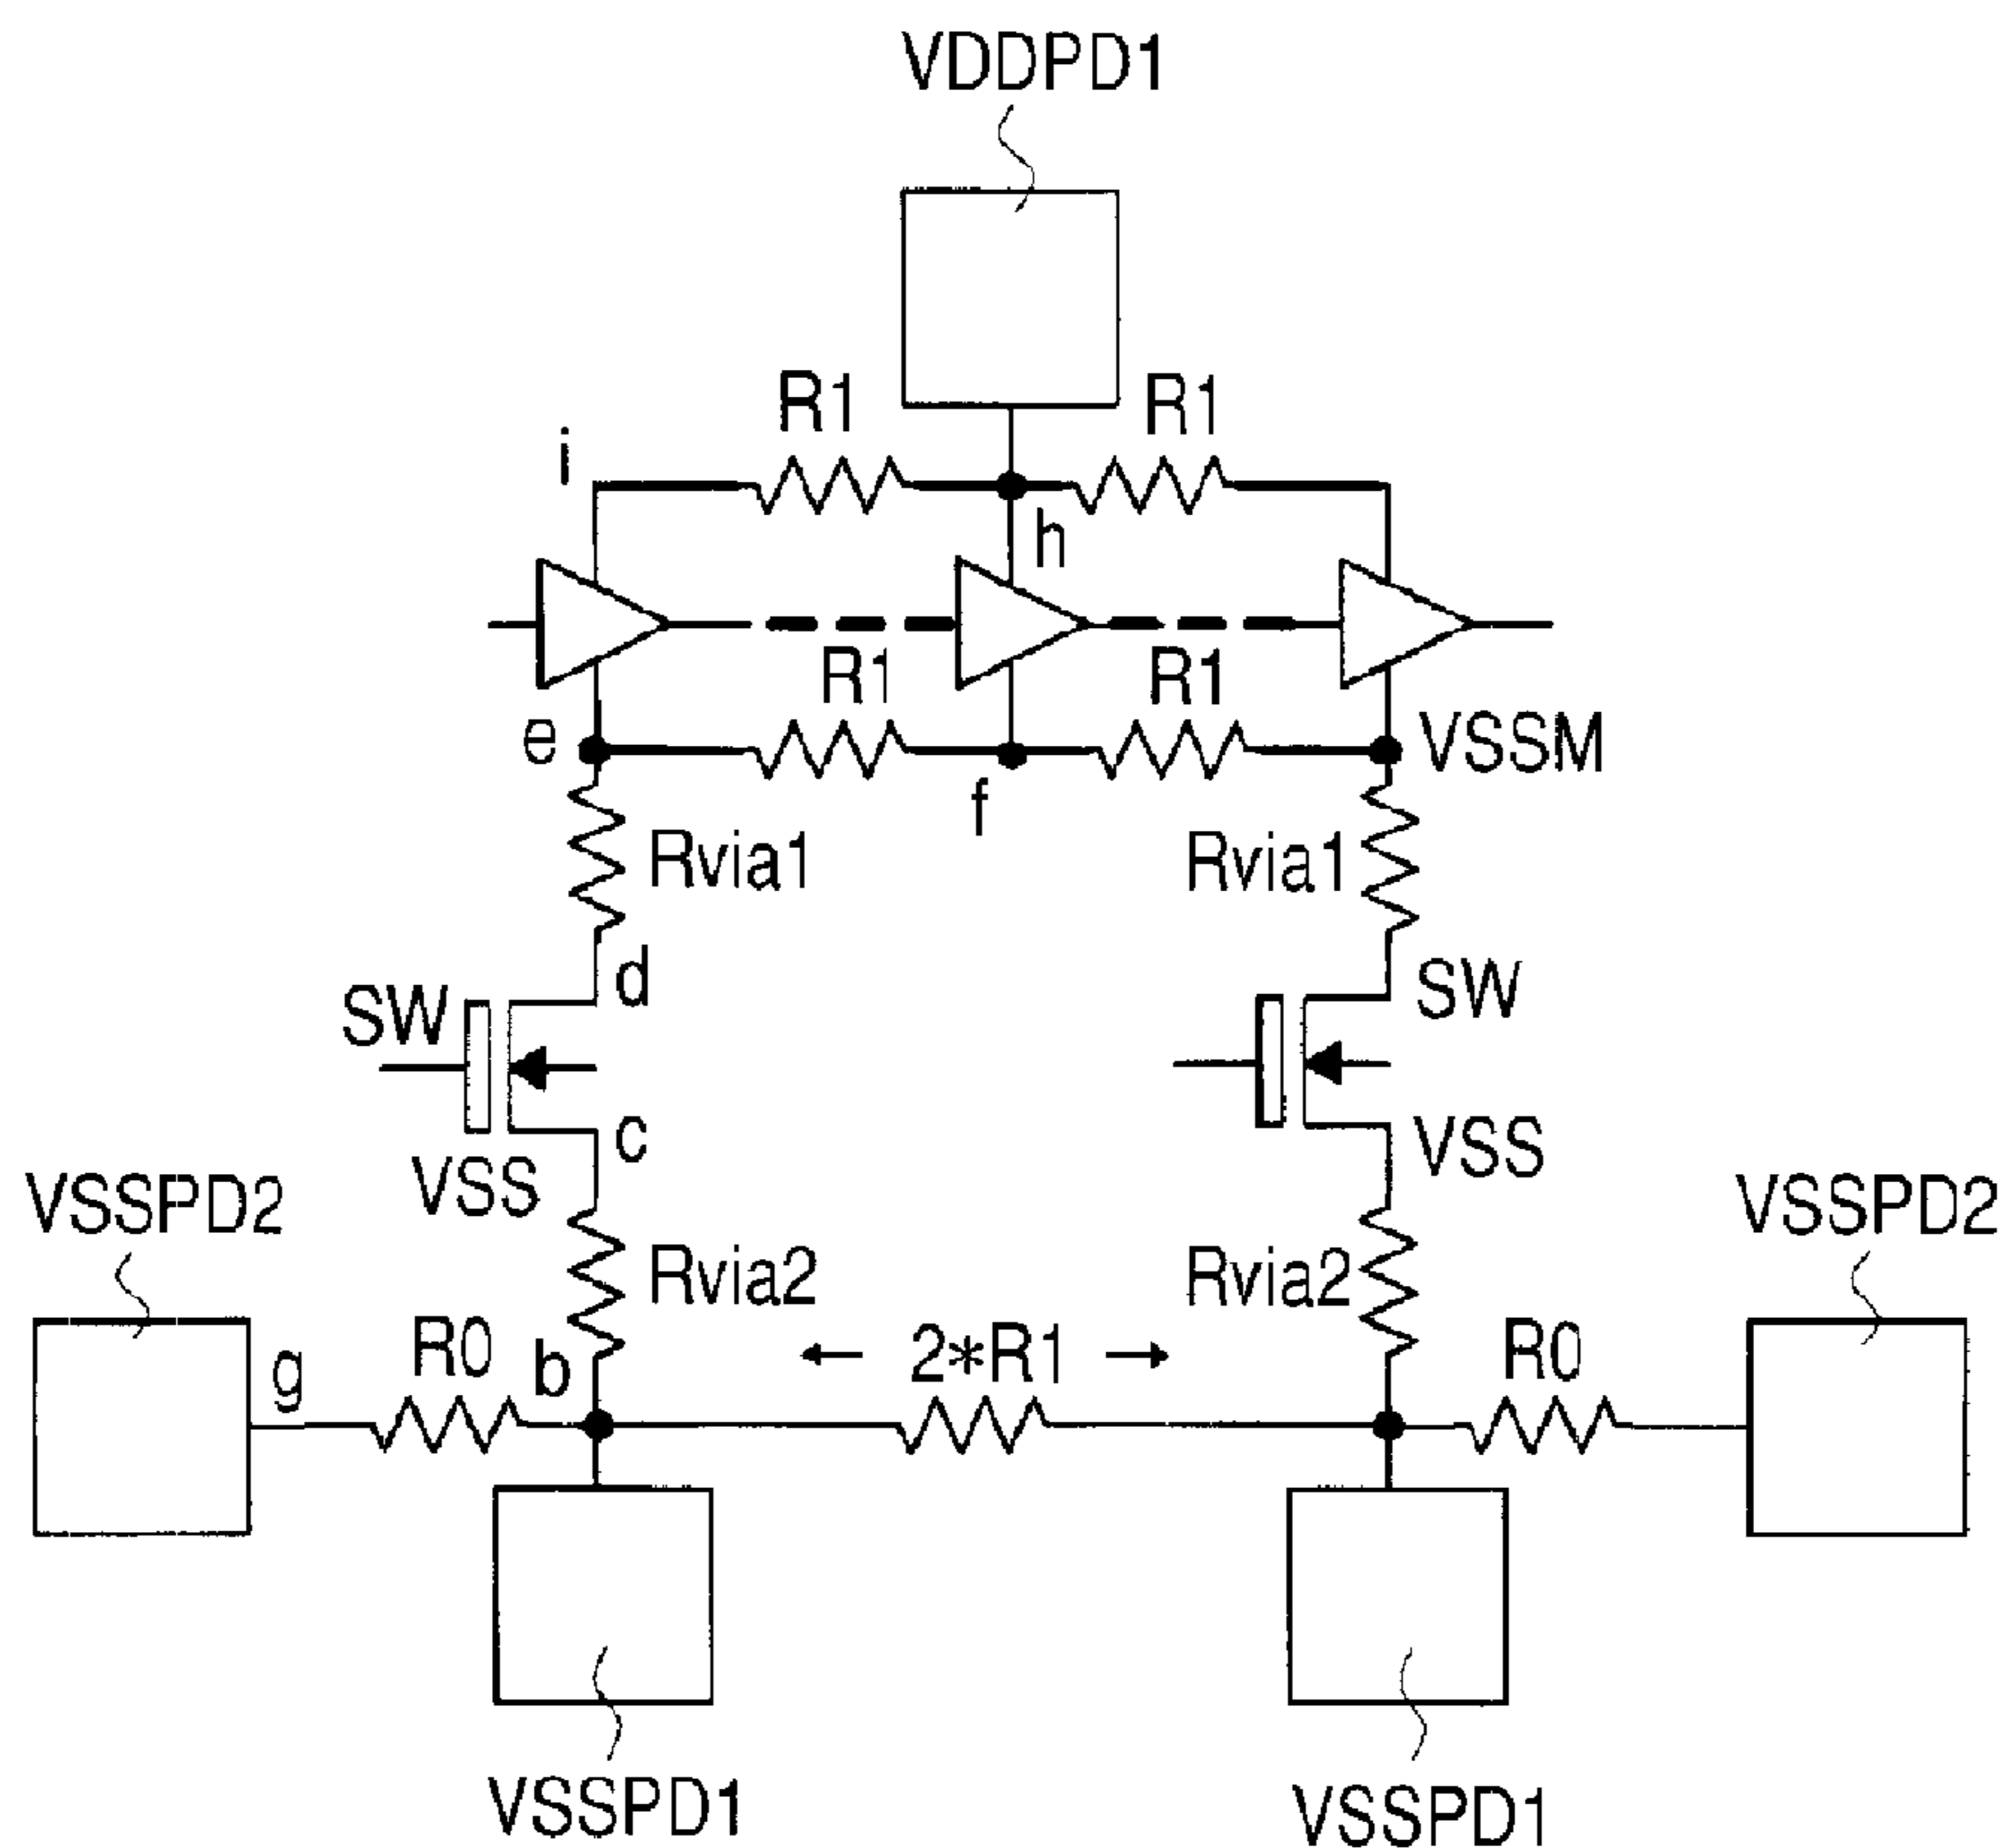 VDDPD1
R1
R1
i
h
R1
R1
e
VSSM
f
Rvia1
Rvia1
d
SW
SW
c
VSS
VSS
VSSPD2
VSSPD2
Rvia2
Rvia2
R0
b
2*R1
R0
g
VSSPD1
VSSPD1